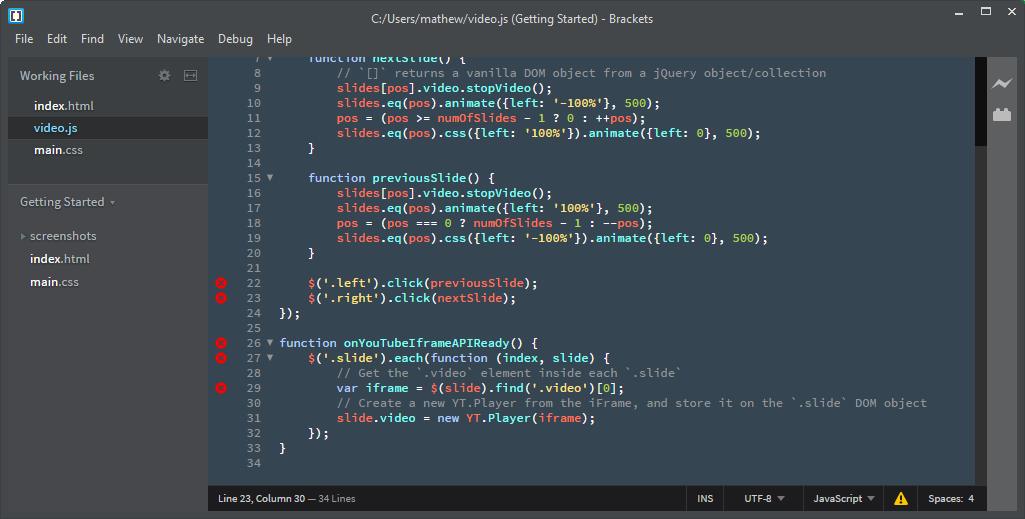 C:/Users/mathew/video.js (Getting Started) - Brackets
File Edit Find View Navigate Debug Help
Working Files
index.html
video.js
main.css
Getting Started
screenshots
index.html
main.css
7 function nextSlide() {
8 // `[]` returns a vanilla DOM object from a jQuery object/collection
9 slides[pos].video.stopVideo();
10 slides.eq(pos).animate({left: '-100%'}, 500);
11 pos = (pos >= numOfSlides - 1 ? 0 : ++pos);
12 slides.eq(pos).css({left: '100%'}).animate({left: 0}, 500);
13 }
14
15 function previousSlide() {
16 slides[pos].video.stopVideo();
17 slides.eq(pos).animate({left: '100%'}, 500);
18 pos = (pos === 0 ? numOfSlides - 1 : --pos);
19 slides.eq(pos).css({left: '-100%'}).animate({left: 0}, 500);
20 }
21
22 $('.left').click(previousSlide);
23 $('.right').click(nextSlide);
24 });
25
26 function onYouTubeIframeAPIReady() {
27 $('.slide').each(function (index, slide) {
28 // Get the `.video` element inside each `.slide`
29 var iframe = $(slide).find('.video')[0];
30 // Create a new YT.Player from the iFrame, and store it on the `.slide` DOM object
31 slide.video = new YT.Player(iframe);
32 });
33 }
34
Line 23, Column 30 — 34 Lines INS UTF-8 JavaScript Spaces: 4